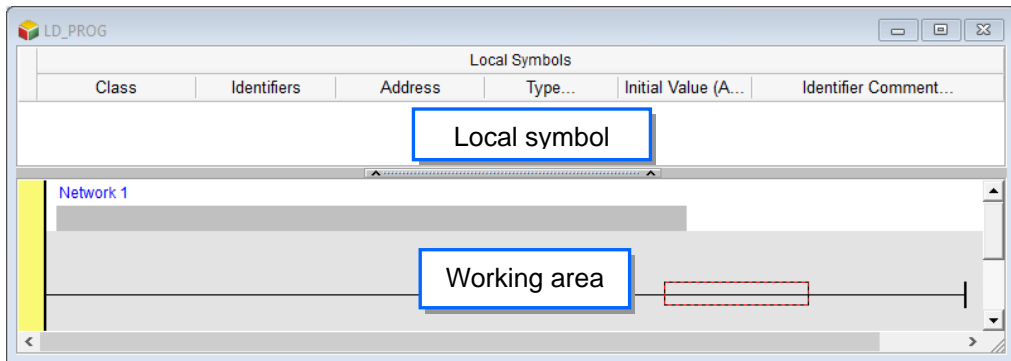 LD_PROG
Local Symbols
Class Identifiers Address Type... Initial Value (A... Identifier Comment...
Local symbol
Network 1
Working area